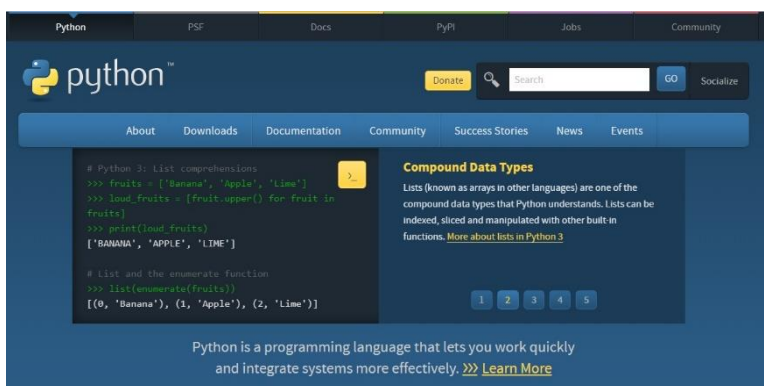 Python PSF Docs PyPI Jobs Community
python™
Donate Search GO Socialize
About Downloads Documentation Community Success Stories News Events
# Python 3: List comprehensions
>>> fruits = ['Banana', 'Apple', 'Lime']
>>> loud_fruits = [fruit.upper() for fruit in
fruits]
>>> print(loud_fruits)
['BANANA', 'APPLE', 'LIME']
# List and the enumerate function
>>> list(enumerate(fruits))
[(0, 'Banana'), (1, 'Apple'), (2, 'Lime')]
>_
Compound Data Types
Lists (known as arrays in other languages) are one of the
compound data types that Python understands. Lists can be
indexed, sliced and manipulated with other built-in
functions. More about lists in Python 3
1 2 3 4 5
Python is a programming language that lets you work quickly
and integrate systems more effectively. >>> Learn More